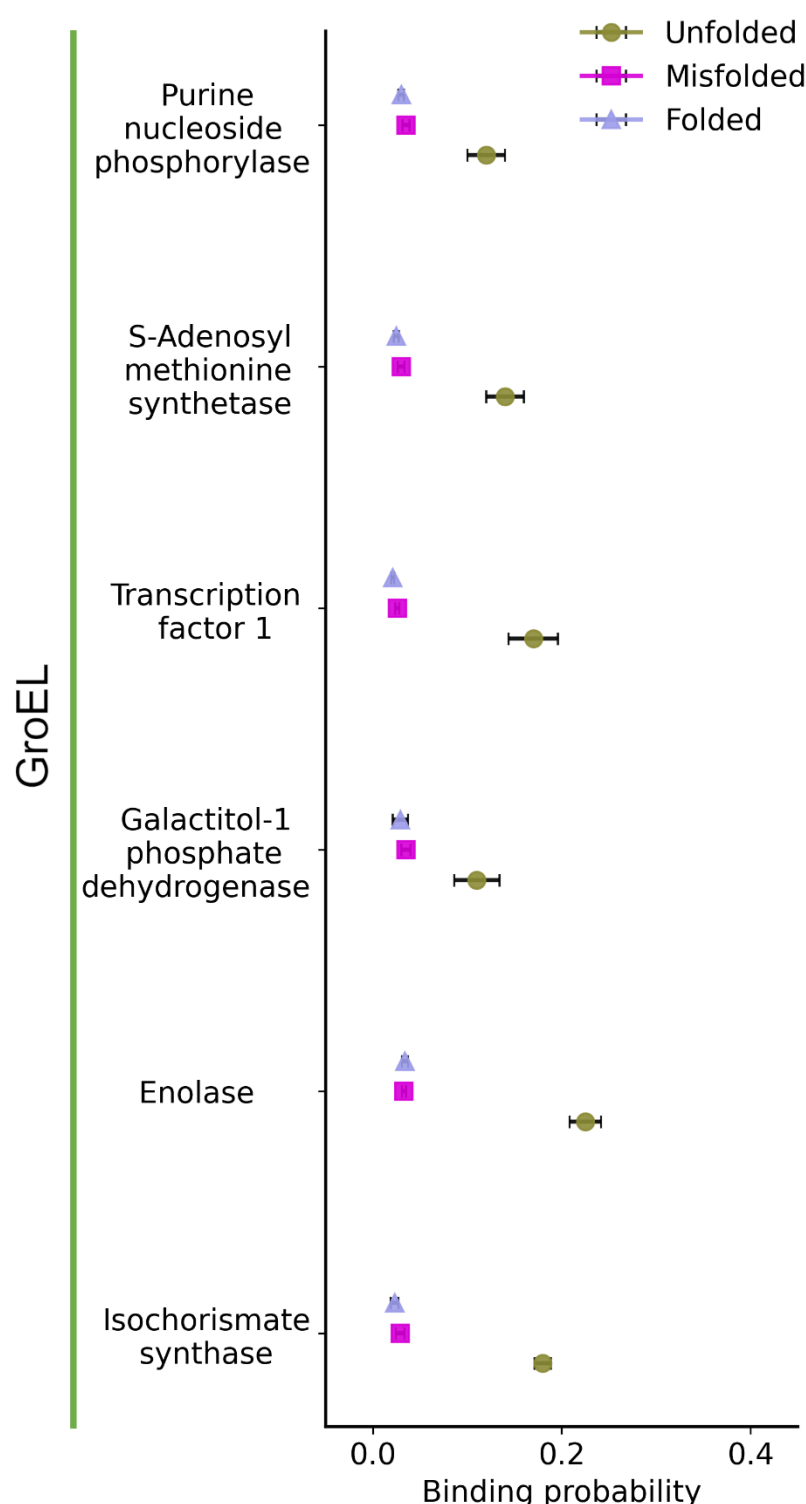 Unfolded
Misfolded
Folded
Purine
nucleoside
phosphorylase
S-Adenosyl
methionine
synthetase
Transcription
factor 1
GroEL
Galactitol-1
phosphate
dehydrogenase
Enolase
Isochorismate
synthase
0.0 0.2 0.4
Binding probability